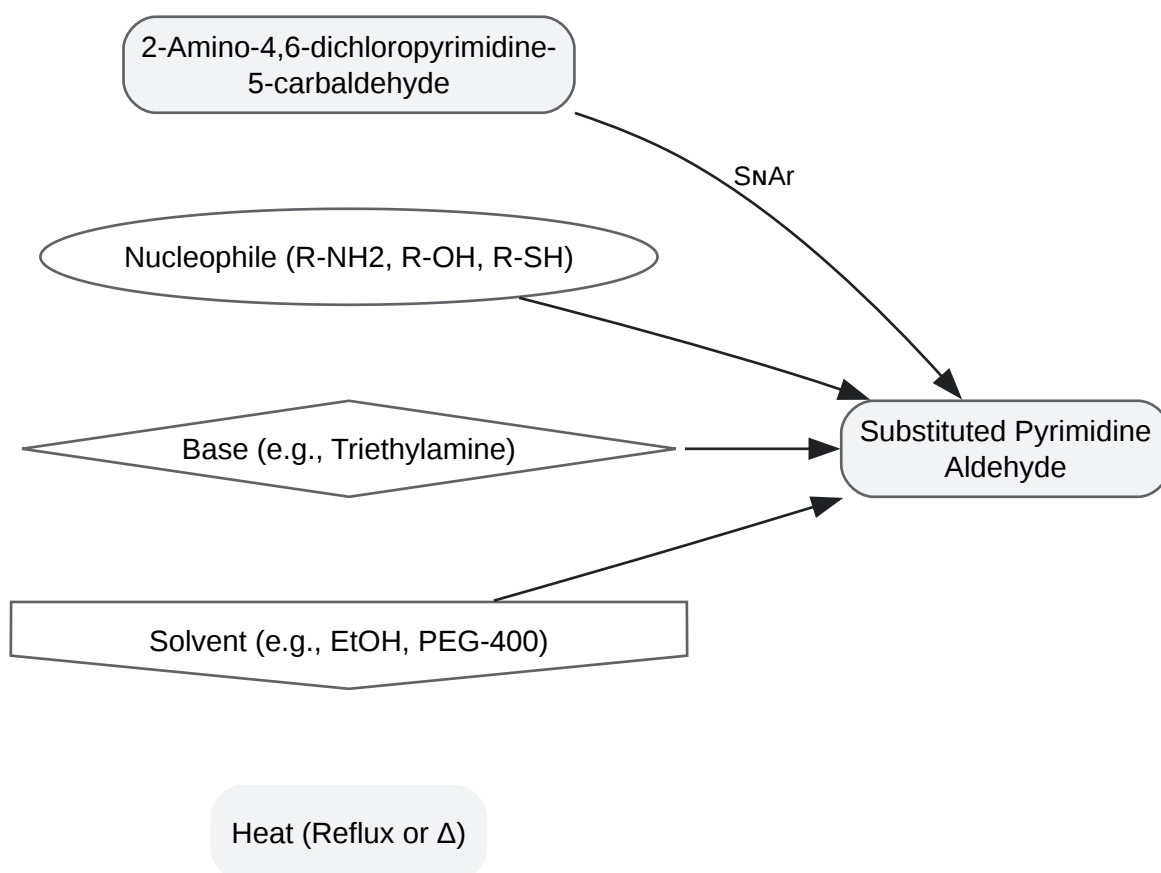 2-Amino-4,6-dichloropyrimidine-
5-carbaldehyde
SɴAr
Nucleophile (R-NH2, R-OH, R-SH)
Base (e.g., Triethylamine)
Substituted Pyrimidine
Aldehyde
Solvent (e.g., EtOH, PEG-400)
Heat (Reflux or Δ)